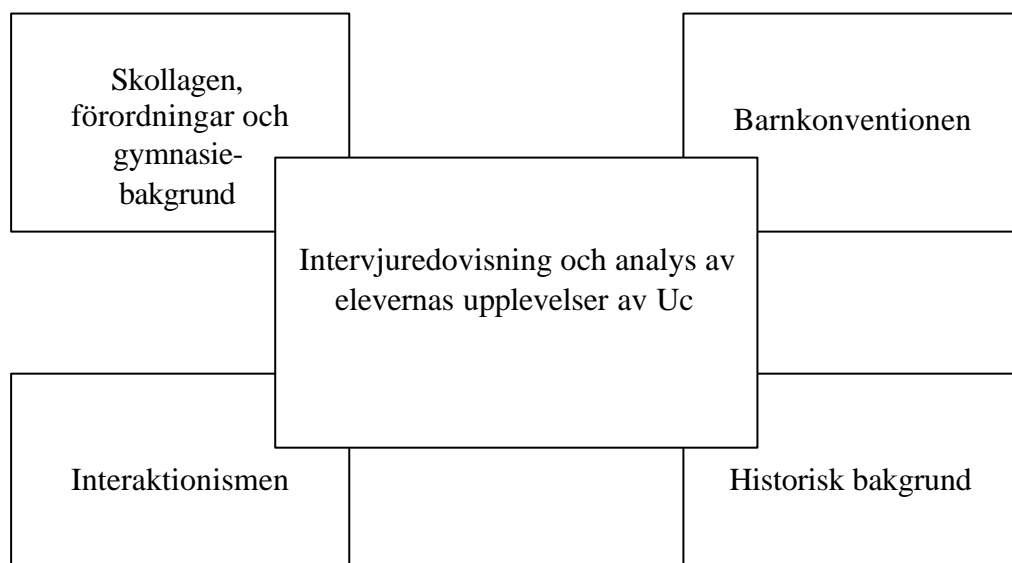 Skollagen,
förordningar och
gymnasie-
bakgrund
Barnkonventionen
Intervjuredovisning och analys av
elevernas upplevelser av Uc
Interaktionismen
Historisk bakgrund